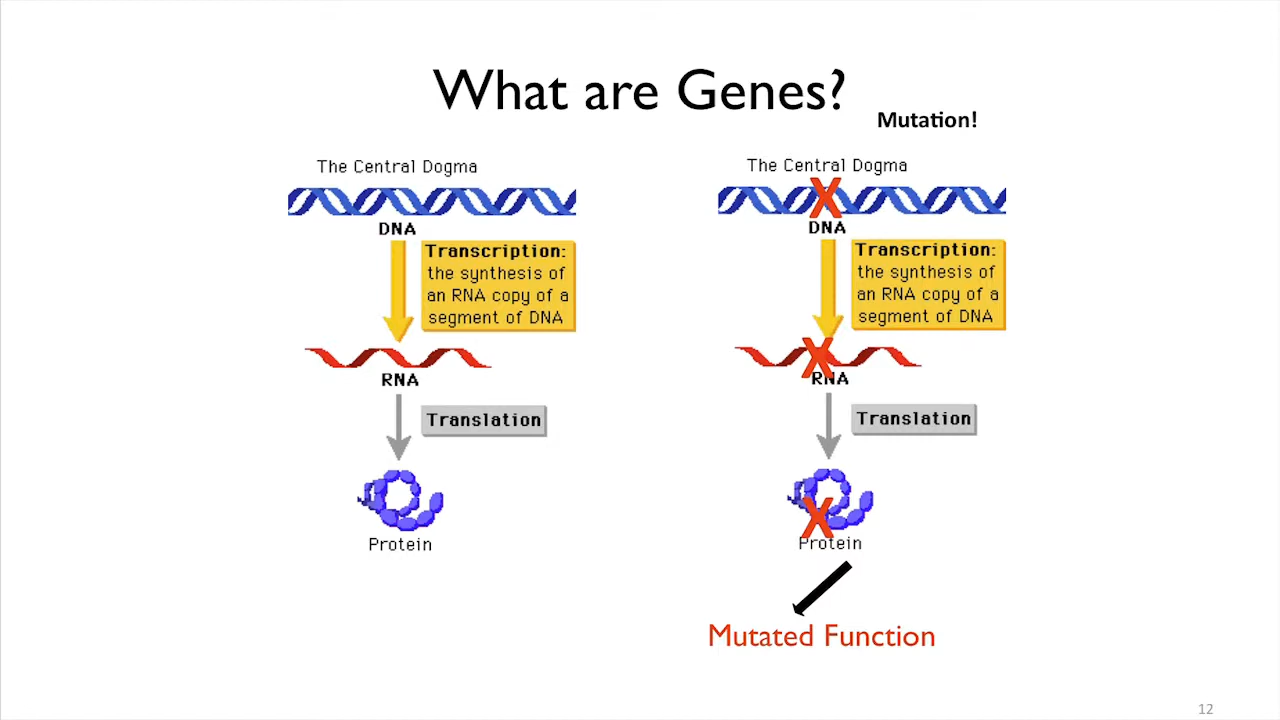 What are Genes?
Mutation!
The Central Dogma
DNA
Transcription:
the synthesis of
an RNA copy of a
segment of DNA
RNA
Translation
Protein
The Central Dogma
DNA
Transcription:
the synthesis of
an RNA copy of a
segment of DNA
RNA
Translation
Protein
Mutated Function
12